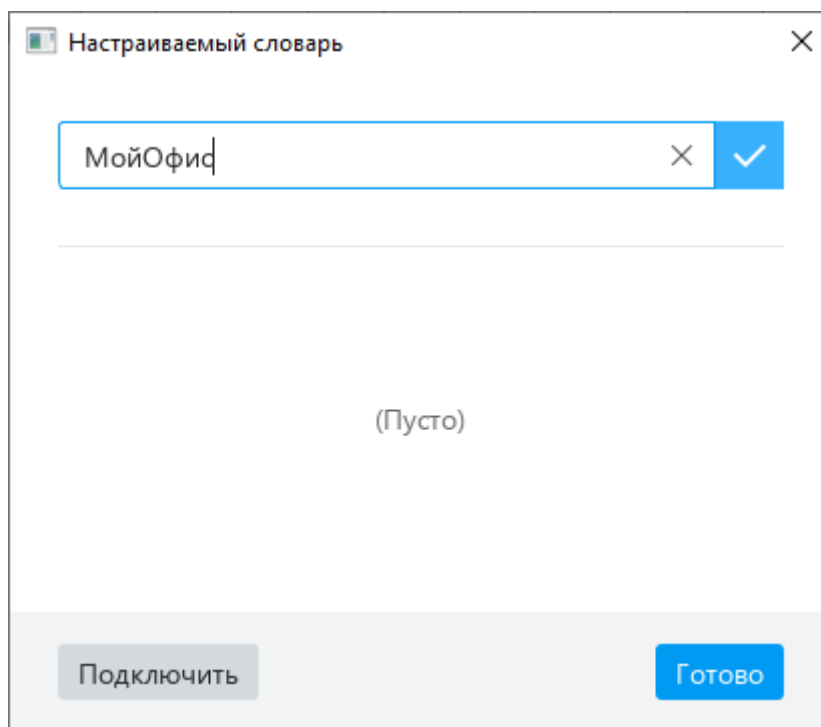 Настраиваемый словарь
МойОфис
(Пусто)
Подключить
Готово